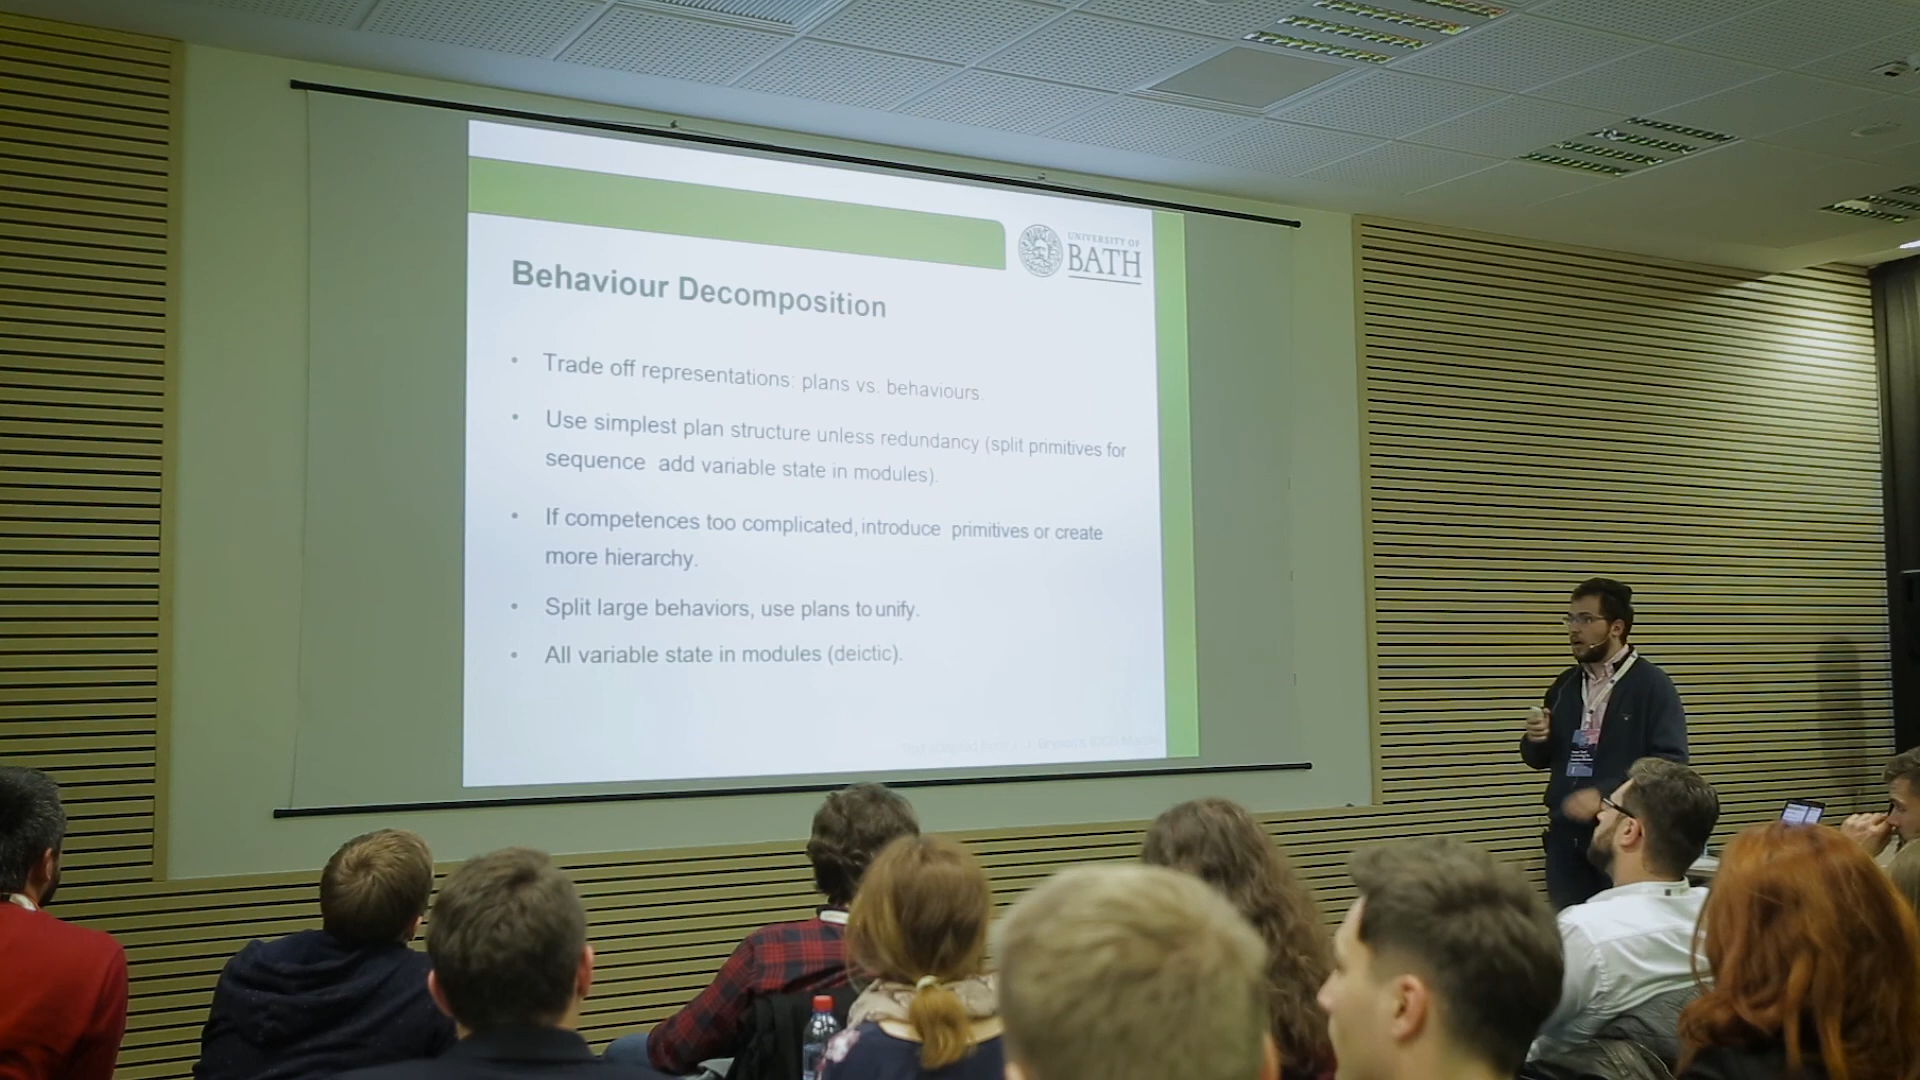 UNIVERSITY OF
BATH
Behaviour Decomposition
• Trade off representations: plans vs. behaviours.
• Use simplest plan structure unless redundancy (split primitives for
sequence add variable state in modules).
• If competences too complicated, introduce primitives or create
more hierarchy.
• Split large behaviors, use plans to unify.
• All variable state in modules (deictic).